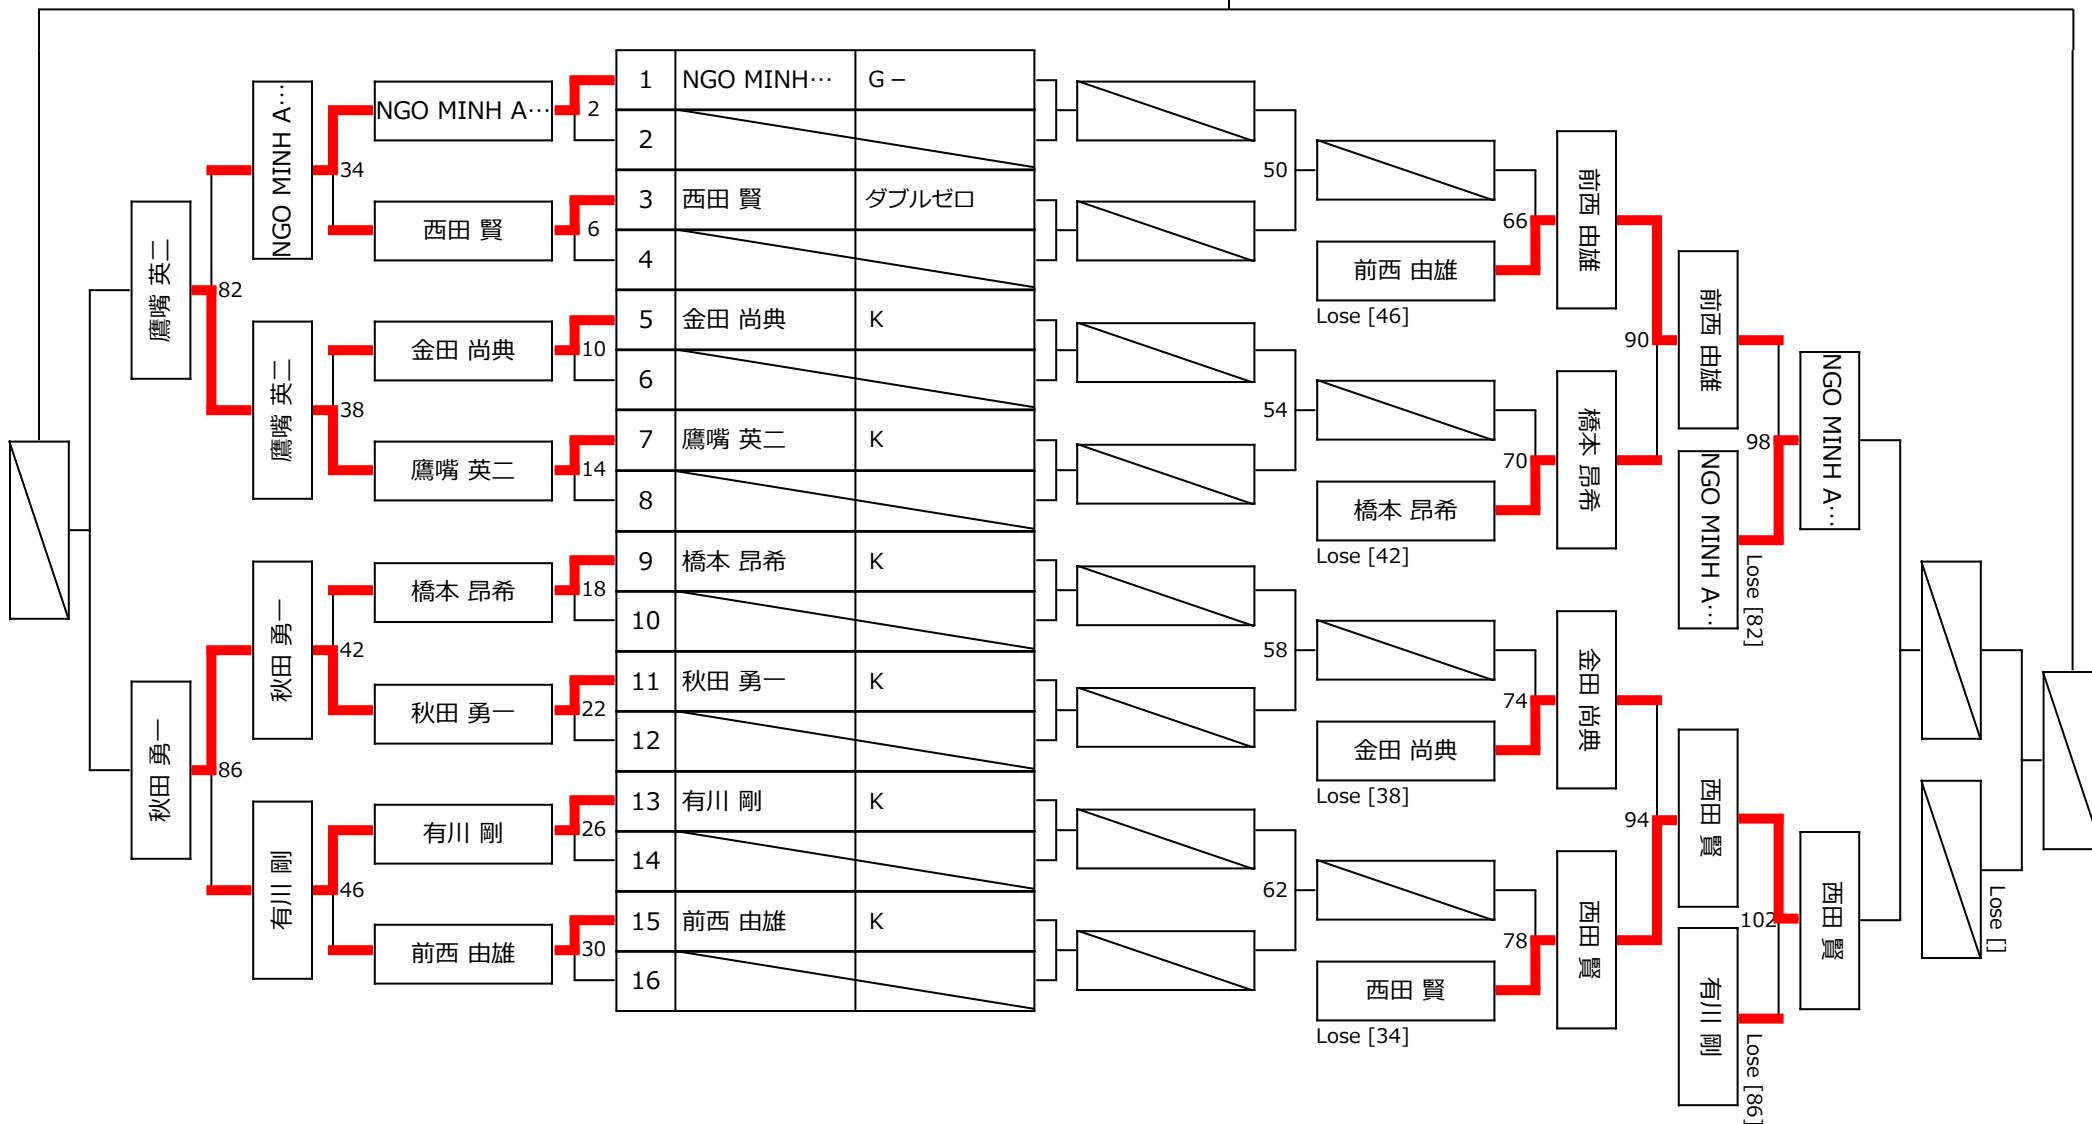 鷹嘴 英二
秋田 勇一
82
86
NGO MINH A…
鷹嘴 英二
秋田 勇一
有川 剛
34
38
42
46
NGO MINH A…
西田 賢
金田 尚典
鷹嘴 英二
橋本 昂希
秋田 勇一
有川 剛
前西 由雄
2
6
10
14
18
22
26
30
1 NGO MINH… G－
2
3 西田 賢 ダブルゼロ
4
5 金田 尚典 K
6
7 鷹嘴 英二 K
8
9 橋本 昂希 K
10
11 秋田 勇一 K
12
13 有川 剛 K
14
15 前西 由雄 K
16
50
54
58
62
前西 由雄
Lose [46]
橋本 昂希
Lose [42]
金田 尚典
Lose [38]
西田 賢
Lose [34]
66
70
74
78
前西 由雄
橋本 昂希
金田 尚典
西田 賢
90
94
前西 由雄
NGO MINH A…
Lose [82]
西田 賢
有川 剛
Lose [86]
98
102
NGO MINH A…
西田 賢
Lose []